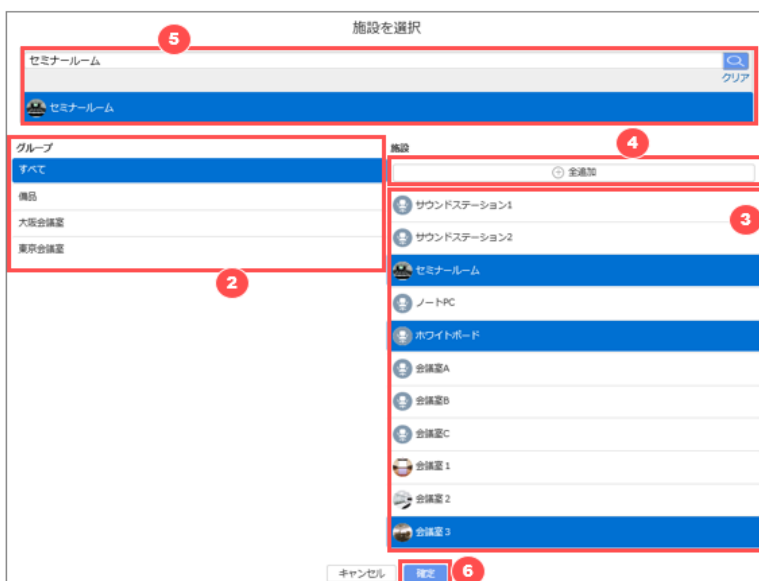 施設を選択
5
セミナールーム
クリア
セミナールーム
グループ
施設
4
すべて
全追加
備品
大阪会議室
東京会議室
2
サウンドステーション1
3
サウンドステーション2
セミナールーム
ノートPC
ホワイトボード
会議室A
会議室B
会議室C
会議室1
会議室2
会議室3
キャンセル
確定
6